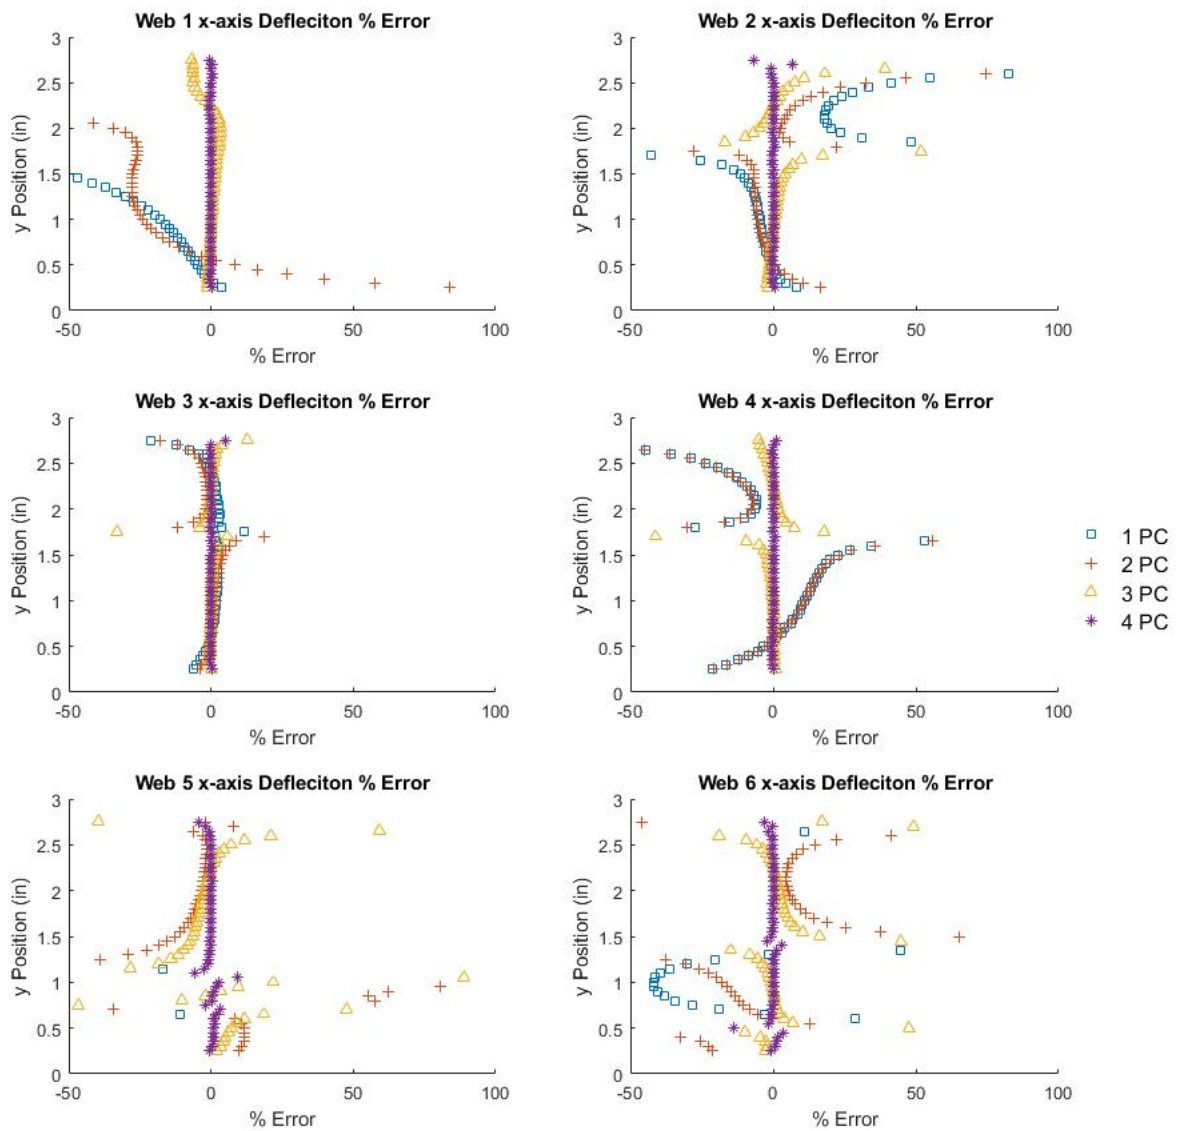 Web 1 x-axis Defleciton % Error
3
2.5
2
1.5
1
0.5
0
y Position (in)
-50 0 50 100
% Error
Web 2 x-axis Defleciton % Error
3
2.5
2
1.5
1
0.5
0
y Position (in)
-50 0 50 100
% Error
Web 3 x-axis Defleciton % Error
3
2.5
2
1.5
1
0.5
0
y Position (in)
-50 0 50 100
% Error
Web 4 x-axis Defleciton % Error
3
2.5
2
1.5
1
0.5
0
y Position (in)
-50 0 50 100
% Error
1 PC
2 PC
3 PC
4 PC
Web 5 x-axis Defleciton % Error
3
2.5
2
1.5
1
0.5
0
y Position (in)
-50 0 50 100
% Error
Web 6 x-axis Defleciton % Error
3
2.5
2
1.5
1
0.5
0
y Position (in)
-50 0 50 100
% Error